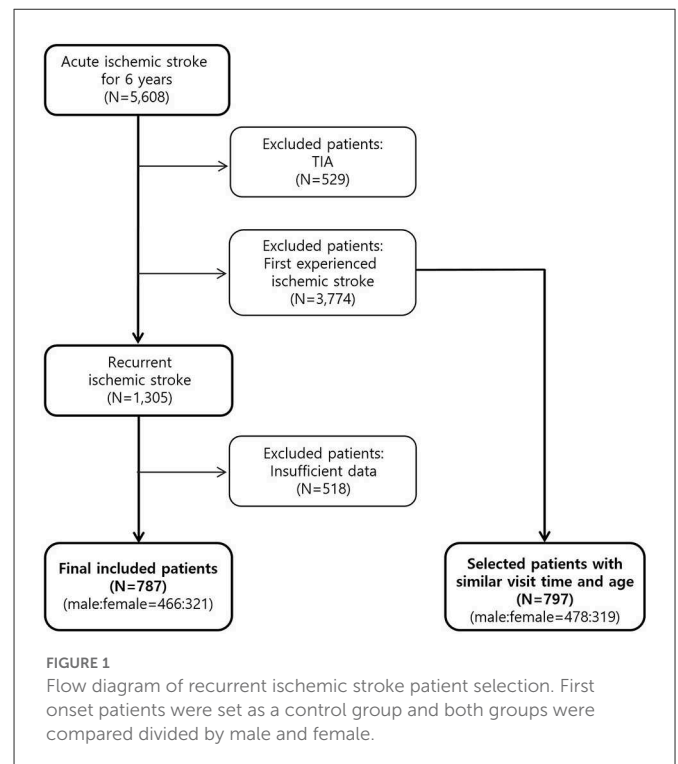 Acute ischemic stroke
for 6 years
(N=5,608)
Excluded patients:
TIA
(N=529)
Excluded patients:
First experienced
ischemic stroke
(N=3,774)
Recurrent
ischemic stroke
(N=1,305)
Excluded patients:
Insufficient data
(N=518)
Final included patients
(N=787)
(male:female=466:321)
Selected patients with
similar visit time and age
(N=797)
(male:female=478:319)
FIGURE 1
Flow diagram of recurrent ischemic stroke patient selection. First
onset patients were set as a control group and both groups were
compared divided by male and female.